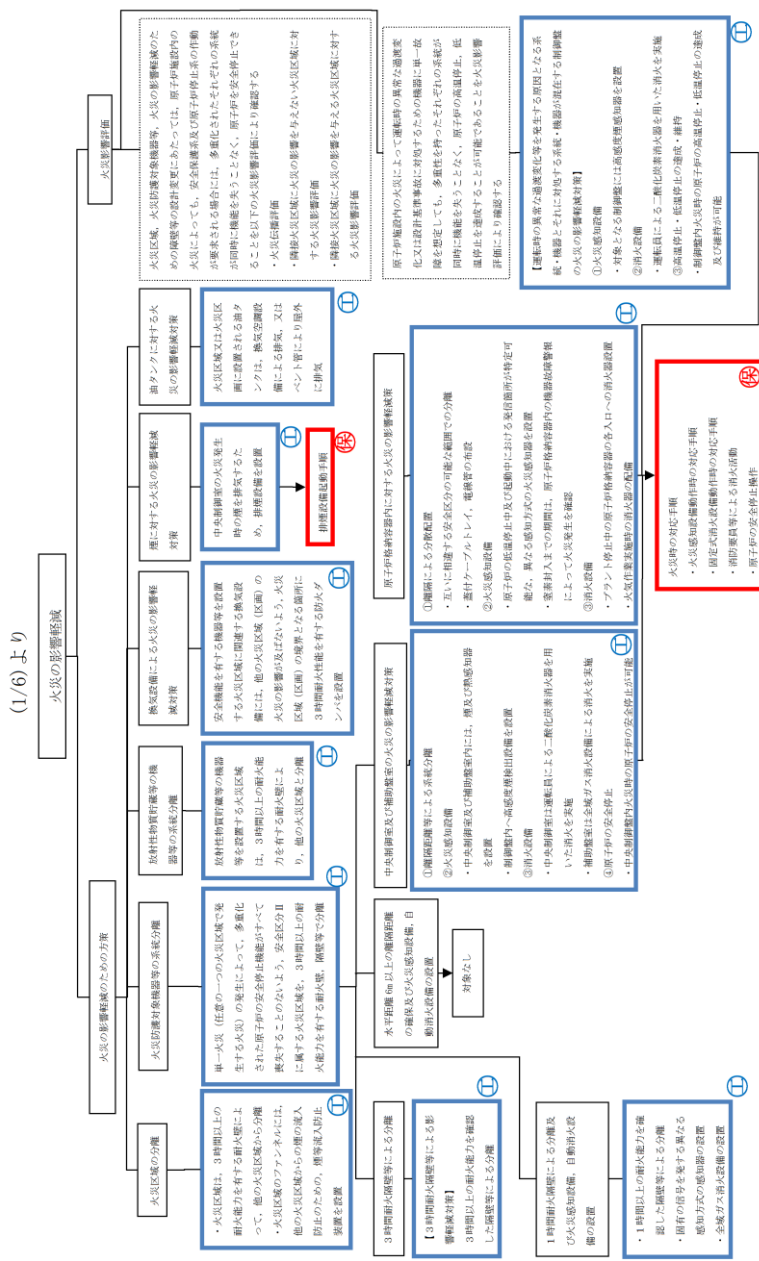 (1/6)より
火災の影響軽減
火災の影響軽減のための方策
火災影響評価
火災区域の分離
・火災区域は，3時間以上の
耐火能力を有する耐火壁によ
って，他の火災区域から分離
・火災区域のファンネルには，
他の火災区域からの煙の流入
防止のための，煙等流入防止
装置を設置
工
火災防護対象機器等の系統分離
単一火災（任意の一つの火災区域で発
生する火災）の発生によって，多重化
された原子炉の安全停止機能がすべて
喪失することのないよう，安全区分Ⅱ
に属する火災区域を，3時間以上の耐
火能力を有する耐火壁，隔壁等で分離
工
放射性物質貯蔵等の機
器等の系統分離
放射性物質貯蔵等の機器
等を設置する火災区域
は，3時間以上の耐火能
力を有する耐火壁によ
り，他の火災区域と分離
工
換気設備による火災の影響軽
減対策
安全機能を有する機器等を設置
する火災区域に関連する換気設
備には，他の火災区域（区画）の
火災の影響が及ばないよう，火災
区域（区画）の境界となる箇所に
3時間耐火性能を有する防火ダ
ンパを設置
工
煙に対する火災の影響軽減
対策
中央制御室の火災発生
時の煙を排気するた
め，排煙設備を設置
工
排煙設備起動手順
保
油タンクに対する火
災の影響軽減対策
火災区域又は火災区
画に設置される油タ
ンクは，換気空調設
備による排気，又は
ベント管により屋外
に排気
工
火災区域，火災防護対象機器等，火災の影響軽減のた
めの障壁等の設計変更にあたっては，原子炉施設内の
火災によっても，安全保護系及び原子炉停止系の作動
が要求される場合には，多重化されたそれぞれの系統
が同時に機能を失うことなく，原子炉を安全停止でき
ることを以下の火災影響評価により確認する
・火災伝播評価
・隣接火災区域に火災の影響を与えない火災区域に対
する火災影響評価
・隣接火災区域に火災の影響を与える火災区域に対す
る火災影響評価
3時間耐火隔壁等による分離
【3時間耐火隔壁等による影
響軽減対策】
3時間以上の耐火能力を確認
した隔壁等による分離
工
水平距離 6m 以上の離隔距離
の確保及び火災感知設備，自
動消火設備の設置
対象なし
中央制御室及び補助盤室の火災の影響軽減対策
①離隔距離等による系統分離
②火災感知設備
・中央制御室及び補助盤室内には，煙及び熱感知器
を設置
・制御盤内へ高感度煙検出設備を設置
③消火設備
・中央制御室は運転員による二酸化炭素消火器を用
いた消火を実施
・補助盤室は全域ガス消火設備による消火を実施
④原子炉の安全停止
・中央制御盤内火災時の原子炉の安全停止が可能
工
原子炉格納容器内に対する火災の影響軽減策
①離隔による分散配置
・互いに相違する安全区分の可能な範囲での分離
・蓋付ケーブルトレイ，電線管の布設
②火災感知設備
・原子炉の低温停止中及び起動中における発信箇所が特定可
能な，異なる感知方式の火災感知器を設置
・窒素封入までの期間は，原子炉格納容器内の機器故障警報
によって火災発生を確認
③消火設備
・プラント停止中の原子炉格納容器の各入口への消火器設置
・火気作業実施時の消火器の配備
工
原子炉施設内の火災によって運転時の異常な過渡変
化又は設計基準事故に対処するための機器に単一故
障を想定しても，多重性を持ったそれぞれの系統が
同時に機能を失うことなく，原子炉の高温停止，低
温停止を達成することが可能であることを火災影響
評価により確認する
【運転時の異常な過渡変化等を発生する原因となる系
統・機器とそれに対処する系統・機器が混在する制御盤
の火災の影響軽減対策】
①火災感知設備
・対象となる制御盤には高感度煙感知器を設置
②消火設備
・運転員による二酸化炭素消火器を用いた消火を実施
③高温停止・低温停止の達成・維持
・制御盤内火災時の原子炉の高温停止・低温停止の達成
及び維持が可能
工
1時間耐火隔壁による分離及
び火災感知設備，自動消火設
備の設置
・1時間以上の耐火能力を確
認した隔壁等による分離
・固有の信号を発する異なる
感知方式の感知器の設置
・全域ガス消火設備の設置
工
火災時の対応手順
・火災感知設備動作時の対応手順
・固定式消火設備動作時の対応手順
・消防要員等による消火活動
・原子炉の安全停止操作
保